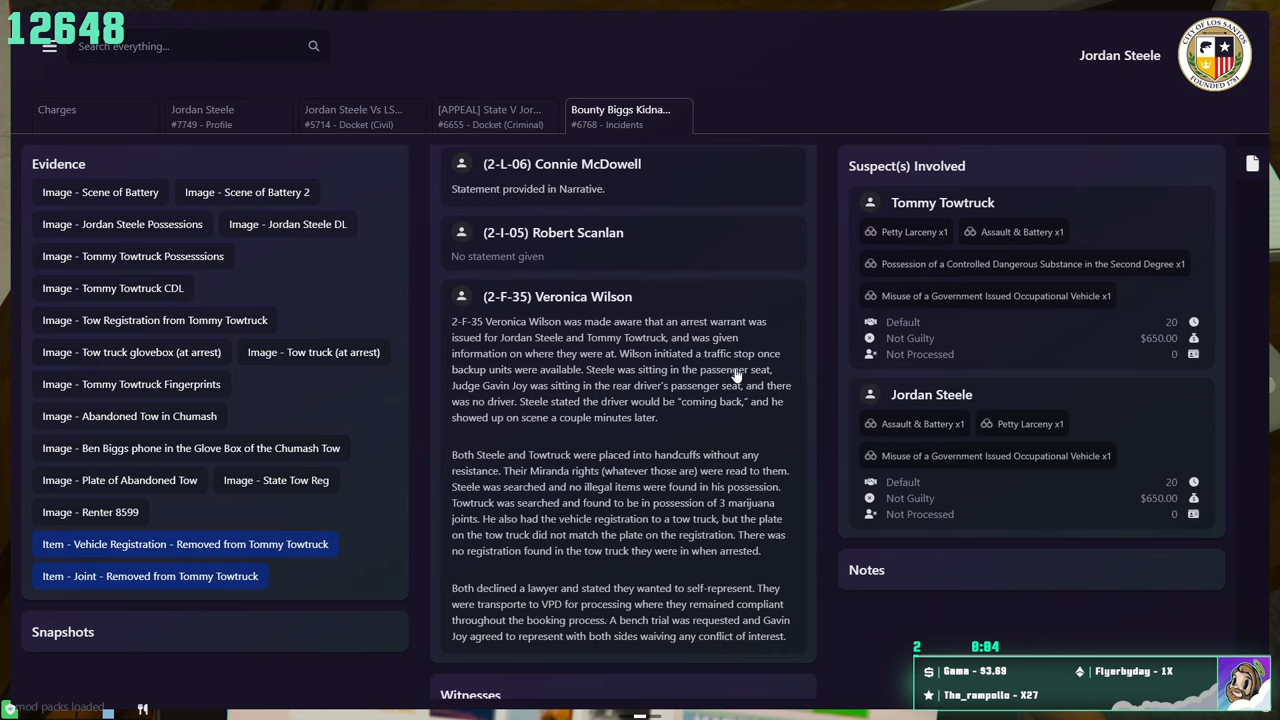 12648
Search everything...
Jordan Steele
CITY OF LOS SANTOS
FOUNDED 1781
Charges
Jordan Steele
#7749 - Profile
Jordan Steele Vs LS...
#5714 - Docket (Civil)
[APPEAL] State V Jor...
#6655 - Docket (Criminal)
Bounty Biggs Kidna...
#6768 - Incidents
Evidence
Image - Scene of Battery
Image - Scene of Battery 2
Image - Jordan Steele Possessions
Image - Jordan Steele DL
Image - Tommy Towtruck Possesssions
Image - Tommy Towtruck CDL
Image - Tow Registration from Tommy Towtruck
Image - Tow truck glovebox (at arrest)
Image - Tow truck (at arrest)
Image - Tommy Towtruck Fingerprints
Image - Abandoned Tow in Chumash
Image - Ben Biggs phone in the Glove Box of the Chumash Tow
Image - Plate of Abandoned Tow
Image - State Tow Reg
Image - Renter 8599
Item - Vehicle Registration - Removed from Tommy Towtruck
Item - Joint - Removed from Tommy Towtruck
Snapshots
(2-L-06) Connie McDowell
Statement provided in Narrative.
(2-I-05) Robert Scanlan
No statement given
(2-F-35) Veronica Wilson
2-F-35 Veronica Wilson was made aware that an arrest warrant was
issued for Jordan Steele and Tommy Towtruck, and was given
information on where they were at. Wilson initiated a traffic stop once
backup units were available. Steele was sitting in the passenger seat,
Judge Gavin Joy was sitting in the rear driver's passenger seat, and there
was no driver. Steele stated the driver would be "coming back," and he
showed up on scene a couple minutes later.
Both Steele and Towtruck were placed into handcuffs without any
resistance. Their Miranda rights (whatever those are) were read to them.
Steele was searched and no illegal items were found in his possession.
Towtruck was searched and found to be in possession of 3 marijuana
joints. He also had the vehicle registration to a tow truck, but the plate
on the tow truck did not match the plate on the registration. There was
no registration found in the tow truck they were in when arrested.
Both declined a lawyer and stated they wanted to self-represent. They
were transporte to VPD for processing where they remained compliant
throughout the booking process. A bench trial was requested and Gavin
Joy agreed to represent with both sides waiving any conflict of interest.
Witnesses
Suspect(s) Involved
Tommy Towtruck
Petty Larceny x1
Assault & Battery x1
Possession of a Controlled Dangerous Substance in the Second Degree x1
Misuse of a Government Issued Occupational Vehicle x1
Default
20
Not Guilty
$650.00
Not Processed
0
Jordan Steele
Assault & Battery x1
Petty Larceny x1
Misuse of a Government Issued Occupational Vehicle x1
Default
20
Not Guilty
$650.00
Not Processed
0
Notes
2
0:04
Gama - $3.69
Flyerbyday - 1X
The_rampollo - X27
mod packs loaded